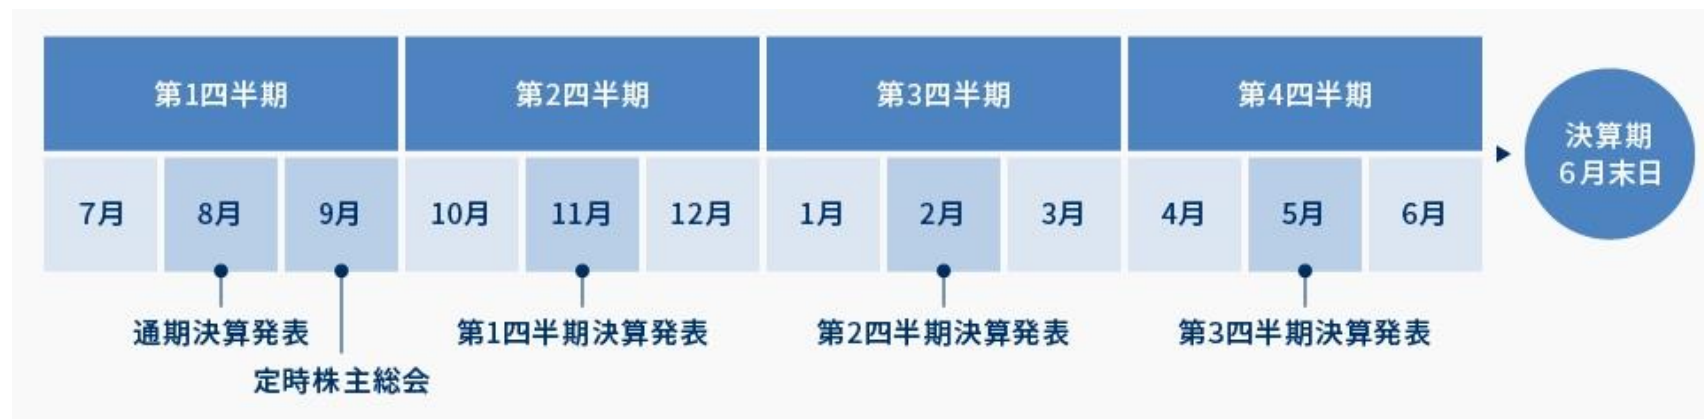 第1四半期
第2四半期
第3四半期
第4四半期
決算期
6月末日
7月
8月
9月
10月
11月
12月
1月
2月
3月
4月
5月
6月
通期決算発表
第1四半期決算発表
第2四半期決算発表
第3四半期決算発表
定時株主総会